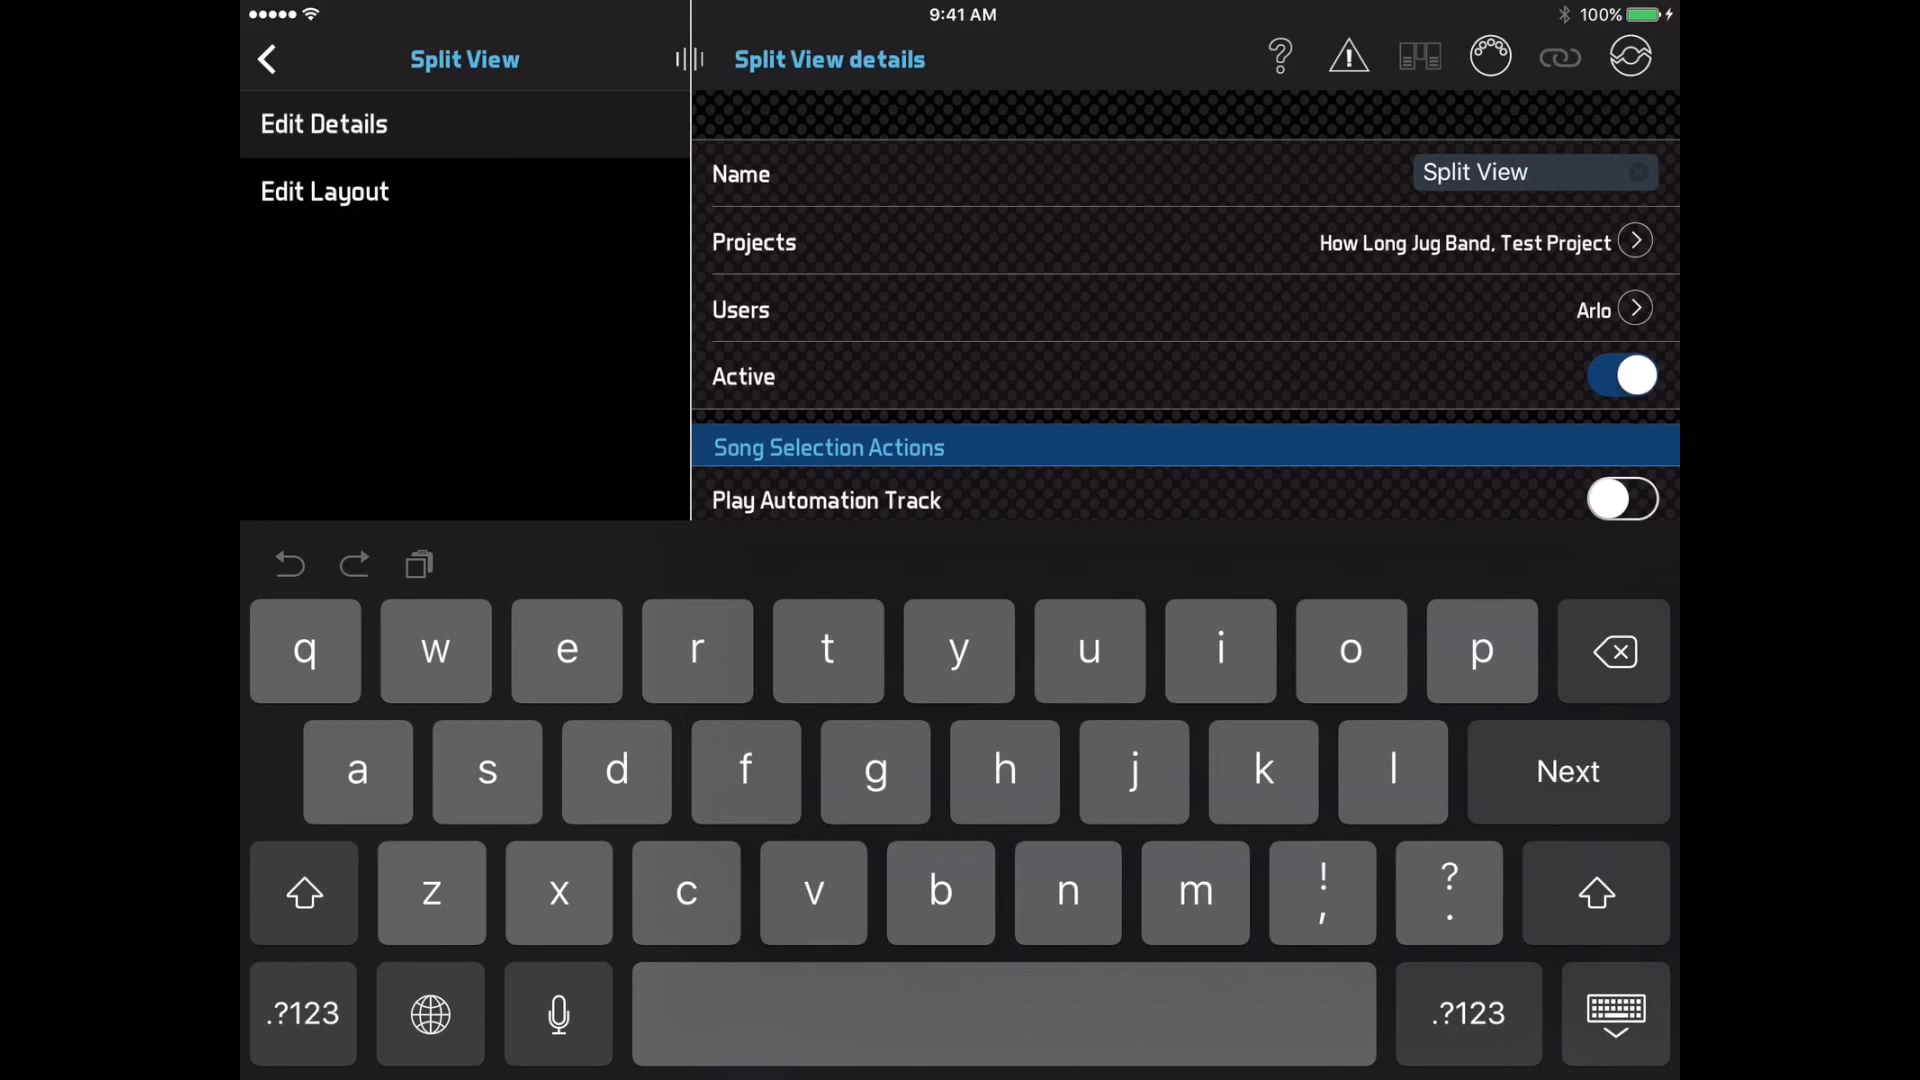 9:41 AM
100%
Split View
Split View details
Edit Details
Edit Layout
Name
Split View
Projects
How Long Jug Band, Test Project
Users
Arlo
Active
Song Selection Actions
Play Automation Track
q w e r t y u i o p
a s d f g h j k l Next
z x c v b n m ! , ? .
.?123 .?123